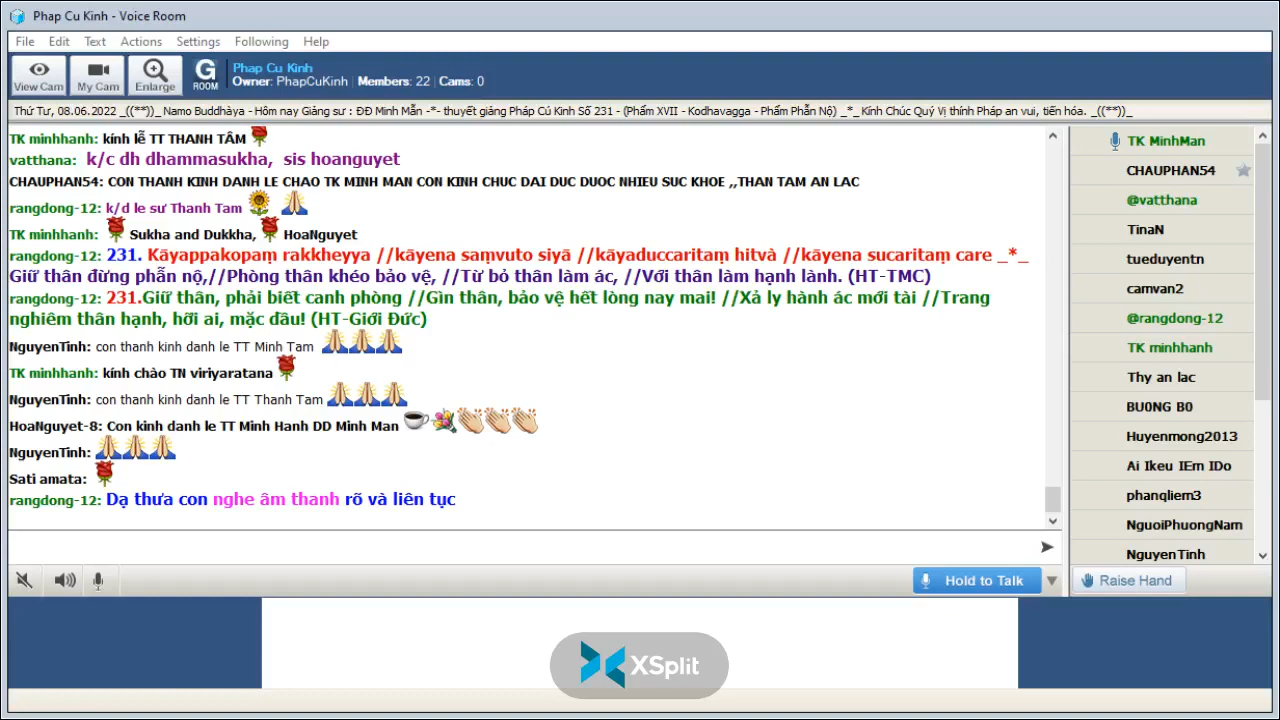 Phap Cu Kinh - Voice Room
File Edit Text Actions Settings Following Help
View Cam My Cam Enlarge G ROOM
Phap Cu Kinh
Owner: PhapCuKinh | Members: 22 | Cams: 0
Thứ Tư, 08.06.2022 _((**))_ Namo Buddhàya - Hôm nay Giảng sư : ĐĐ Minh Mẫn -*- thuyết giảng Pháp Cú Kinh Số 231 - (Phẩm XVII - Kodhavagga - Phẩm Phẫn Nộ) _*_ Kính Chúc Quý Vị thính Pháp an vui, tiến hóa. _((**))_
TK minhhanh: kính lễ TT THANH TÂM
vatthana: k/c dh dhammasukha, sis hoanguyet
CHAUPHAN54: CON THANH KINH DANH LE CHAO TK MINH MAN CON KINH CHUC DAI DUC DUOC NHIEU SUC KHOE ,,THAN TAM AN LAC
rangdong-12: k/d le sư Thanh Tam
TK minhhanh: Sukha and Dukkha, HoaNguyet
rangdong-12: 231. Kāyappakopaṃ rakkheyya //kāyena saṃvuto siyā //kāyaduccaritaṃ hitvà //kāyena sucaritaṃ care _*_
Giữ thân đừng phẫn nộ,//Phòng thân khéo bảo vệ, //Từ bỏ thân làm ác, //Với thân làm hạnh lành. (HT-TMC)
rangdong-12: 231.Giữ thân, phải biết canh phòng //Gìn thân, bảo vệ hết lòng nay mai! //Xả ly hành ác mới tài //Trang
nghiêm thân hạnh, hỡi ai, mặc dầu! (HT-Giới Đức)
NguyenTinh: con thanh kinh danh le TT Minh Tam
TK minhhanh: kính chào TN viriyaratana
NguyenTinh: con thanh kinh danh le TT Thanh Tam
HoaNguyet-8: Con kinh danh le TT Minh Hanh DD Minh Man
NguyenTinh:
Sati amata:
rangdong-12: Dạ thưa con nghe âm thanh rõ và liên tục
Hold to Talk
TK MinhMan
CHAUPHAN54
@vatthana
TinaN
tueduyentn
camvan2
@rangdong-12
TK minhhanh
Thy an lac
BU0NG B0
Huyenmong2013
Ai Ikeu IEm IDo
phanqliem3
NguoiPhuongNam
NguyenTinh
Raise Hand
XSplit